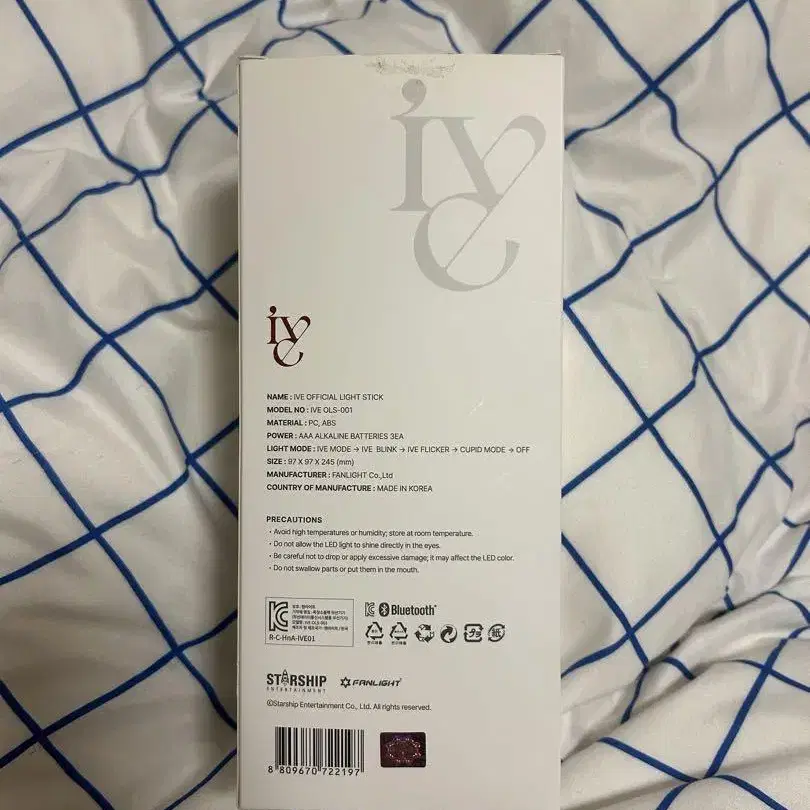 ive
ive
NAME : IVE OFFICIAL LIGHT STICK
MODEL NO : IVE OLS-001
MATERIAL : PC, ABS
POWER : AAA ALKALINE BATTERIES 3EA
LIGHT MODE : IVE MODE → IVE BLINK → IVE FLICKER → CUPID MODE → OFF
SIZE : 97 X 97 X 245 (mm)
MANUFACTURER : FANLIGHT Co.,Ltd
COUNTRY OF MANUFACTURE : MADE IN KOREA
PRECAUTIONS
· Avoid high temperatures or humidity; store at room temperature.
· Do not allow the LED light to shine directly in the eyes.
· Be careful not to drop or apply excessive damage; it may affect the LED color.
· Do not swallow parts or put them in the mouth.
R-C-HnA-IVE01
Bluetooth®
STARSHIP
ENTERTAINMENT
FANLIGHT
©Starship Entertainment Co., Ltd. All rights reserved.
8 809670 722197